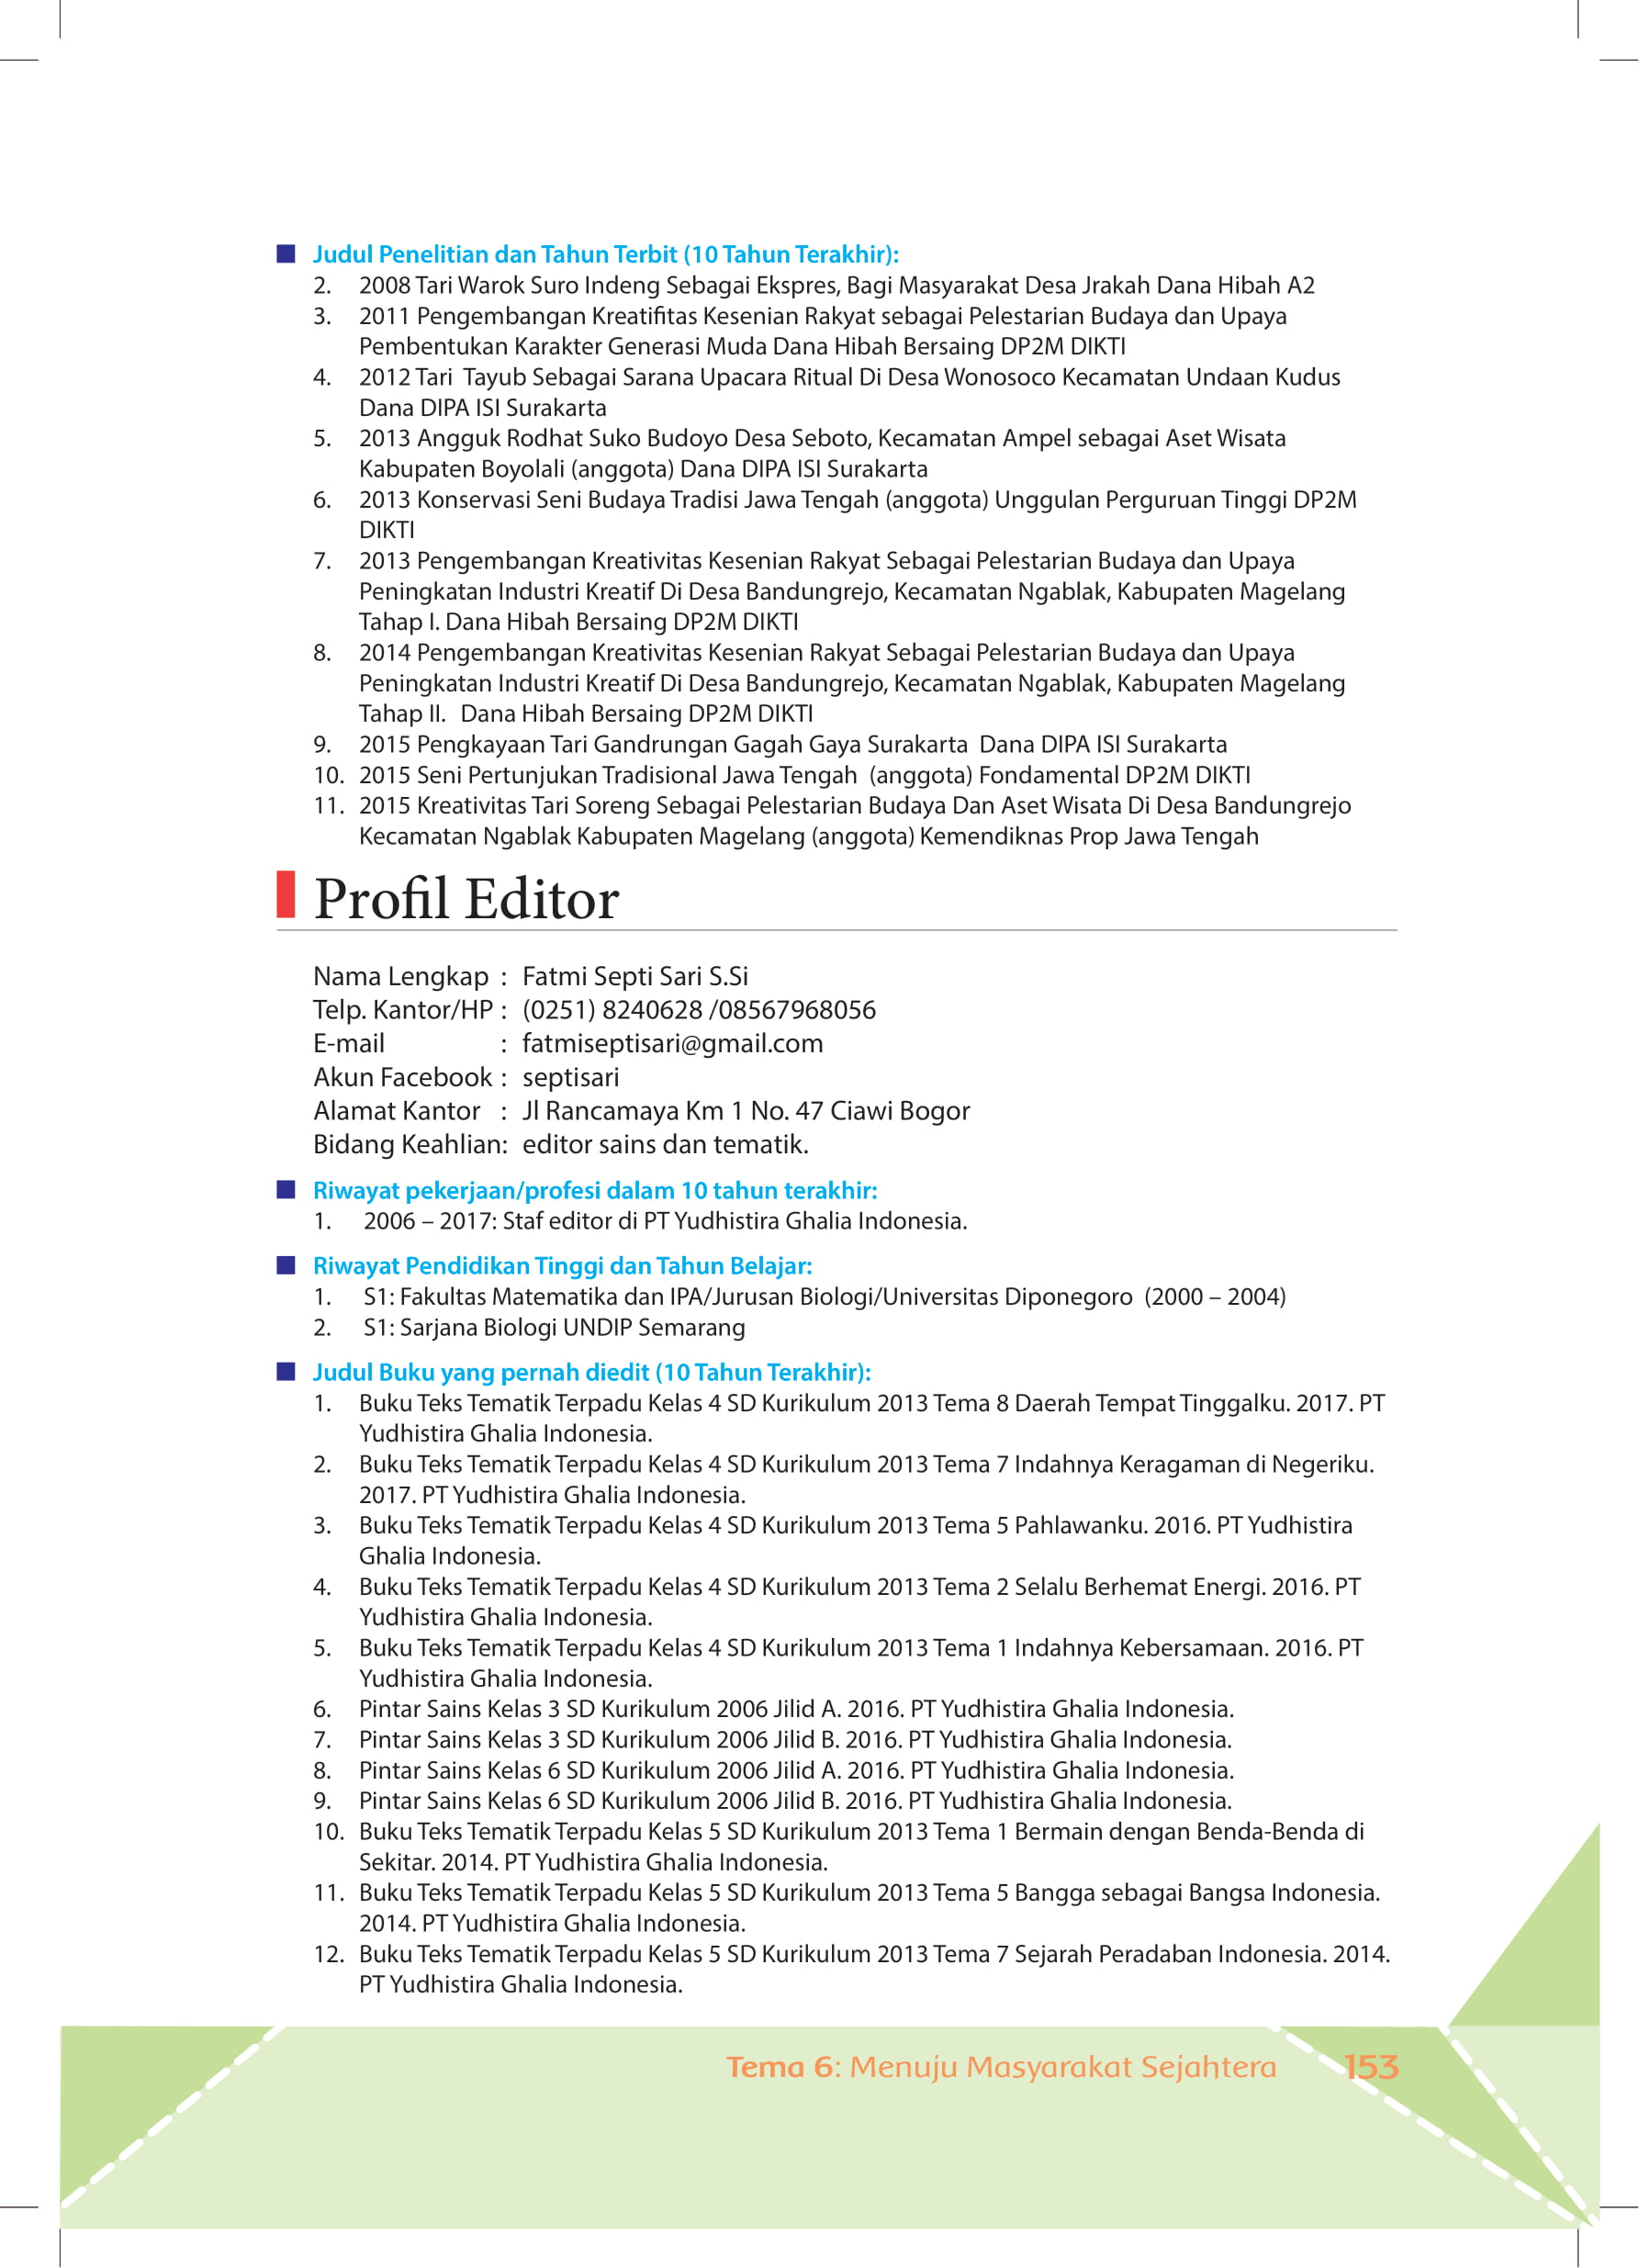 Judul Penelitian dan Tahun Terbit (10 Tahun Terakhir):
2. 2008 Tari Warok Suro Indeng Sebagai Ekspres, Bagi Masyarakat Desa Jrakah Dana Hibah A2
3. 2011 Pengembangan Kreatifitas Kesenian Rakyat sebagai Pelestarian Budaya dan Upaya
Pembentukan Karakter Generasi Muda Dana Hibah Bersaing DP2M DIKTI
4. 2012 Tari Tayub Sebagai Sarana Upacara Ritual Di Desa Wonosoco Kecamatan Undaan Kudus
Dana DIPA ISI Surakarta
5. 2013 Angguk Rodhat Suko Budoyo Desa Seboto, Kecamatan Ampel sebagai Aset Wisata
Kabupaten Boyolali (anggota) Dana DIPA ISI Surakarta
6. 2013 Konservasi Seni Budaya Tradisi Jawa Tengah (anggota) Unggulan Perguruan Tinggi DP2M
DIKTI
7. 2013 Pengembangan Kreativitas Kesenian Rakyat Sebagai Pelestarian Budaya dan Upaya
Peningkatan Industri Kreatif Di Desa Bandungrejo, Kecamatan Ngablak, Kabupaten Magelang
Tahap I. Dana Hibah Bersaing DP2M DIKTI
8. 2014 Pengembangan Kreativitas Kesenian Rakyat Sebagai Pelestarian Budaya dan Upaya
Peningkatan Industri Kreatif Di Desa Bandungrejo, Kecamatan Ngablak, Kabupaten Magelang
Tahap II. Dana Hibah Bersaing DP2M DIKTI
9. 2015 Pengkayaan Tari Gandrungan Gagah Gaya Surakarta Dana DIPA ISI Surakarta
10. 2015 Seni Pertunjukan Tradisional Jawa Tengah (anggota) Fondamental DP2M DIKTI
11. 2015 Kreativitas Tari Soreng Sebagai Pelestarian Budaya Dan Aset Wisata Di Desa Bandungrejo
Kecamatan Ngablak Kabupaten Magelang (anggota) Kemendiknas Prop Jawa Tengah
Profil Editor
Nama Lengkap : Fatmi Septi Sari S.Si
Telp. Kantor/HP : (0251) 8240628 /08567968056
E-mail : fatmiseptisari@gmail.com
Akun Facebook : septisari
Alamat Kantor : Jl Rancamaya Km 1 No. 47 Ciawi Bogor
Bidang Keahlian: editor sains dan tematik.
Riwayat pekerjaan/profesi dalam 10 tahun terakhir:
1. 2006 – 2017: Staf editor di PT Yudhistira Ghalia Indonesia.
Riwayat Pendidikan Tinggi dan Tahun Belajar:
1. S1: Fakultas Matematika dan IPA/Jurusan Biologi/Universitas Diponegoro (2000 – 2004)
2. S1: Sarjana Biologi UNDIP Semarang
Judul Buku yang pernah diedit (10 Tahun Terakhir):
1. Buku Teks Tematik Terpadu Kelas 4 SD Kurikulum 2013 Tema 8 Daerah Tempat Tinggalku. 2017. PT
Yudhistira Ghalia Indonesia.
2. Buku Teks Tematik Terpadu Kelas 4 SD Kurikulum 2013 Tema 7 Indahnya Keragaman di Negeriku.
2017. PT Yudhistira Ghalia Indonesia.
3. Buku Teks Tematik Terpadu Kelas 4 SD Kurikulum 2013 Tema 5 Pahlawanku. 2016. PT Yudhistira
Ghalia Indonesia.
4. Buku Teks Tematik Terpadu Kelas 4 SD Kurikulum 2013 Tema 2 Selalu Berhemat Energi. 2016. PT
Yudhistira Ghalia Indonesia.
5. Buku Teks Tematik Terpadu Kelas 4 SD Kurikulum 2013 Tema 1 Indahnya Kebersamaan. 2016. PT
Yudhistira Ghalia Indonesia.
6. Pintar Sains Kelas 3 SD Kurikulum 2006 Jilid A. 2016. PT Yudhistira Ghalia Indonesia.
7. Pintar Sains Kelas 3 SD Kurikulum 2006 Jilid B. 2016. PT Yudhistira Ghalia Indonesia.
8. Pintar Sains Kelas 6 SD Kurikulum 2006 Jilid A. 2016. PT Yudhistira Ghalia Indonesia.
9. Pintar Sains Kelas 6 SD Kurikulum 2006 Jilid B. 2016. PT Yudhistira Ghalia Indonesia.
10. Buku Teks Tematik Terpadu Kelas 5 SD Kurikulum 2013 Tema 1 Bermain dengan Benda-Benda di
Sekitar. 2014. PT Yudhistira Ghalia Indonesia.
11. Buku Teks Tematik Terpadu Kelas 5 SD Kurikulum 2013 Tema 5 Bangga sebagai Bangsa Indonesia.
2014. PT Yudhistira Ghalia Indonesia.
12. Buku Teks Tematik Terpadu Kelas 5 SD Kurikulum 2013 Tema 7 Sejarah Peradaban Indonesia. 2014.
PT Yudhistira Ghalia Indonesia.
Tema 6: Menuju Masyarakat Sejahtera 153